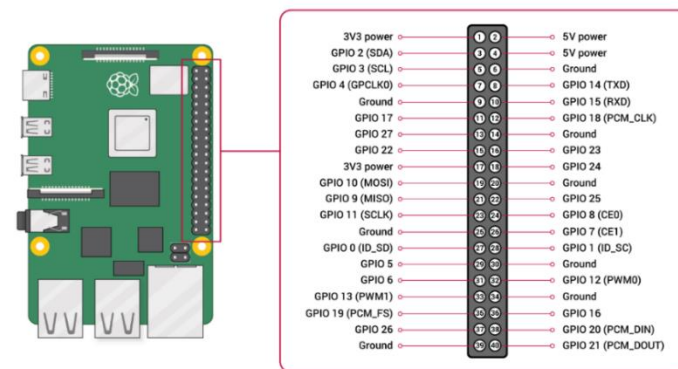 3V3 power 1 2 5V power
GPIO 2 (SDA) 3 4 5V power
GPIO 3 (SCL) 5 6 Ground
GPIO 4 (GPCLK0) 7 8 GPIO 14 (TXD)
Ground 9 10 GPIO 15 (RXD)
GPIO 17 11 12 GPIO 18 (PCM_CLK)
GPIO 27 13 14 Ground
GPIO 22 15 16 GPIO 23
3V3 power 17 18 GPIO 24
GPIO 10 (MOSI) 19 20 Ground
GPIO 9 (MISO) 21 22 GPIO 25
GPIO 11 (SCLK) 23 24 GPIO 8 (CE0)
Ground 25 26 GPIO 7 (CE1)
GPIO 0 (ID_SD) 27 28 GPIO 1 (ID_SC)
GPIO 5 29 30 Ground
GPIO 6 31 32 GPIO 12 (PWM0)
GPIO 13 (PWM1) 33 34 Ground
GPIO 19 (PCM_FS) 35 36 GPIO 16
GPIO 26 37 38 GPIO 20 (PCM_DIN)
Ground 39 40 GPIO 21 (PCM_DOUT)